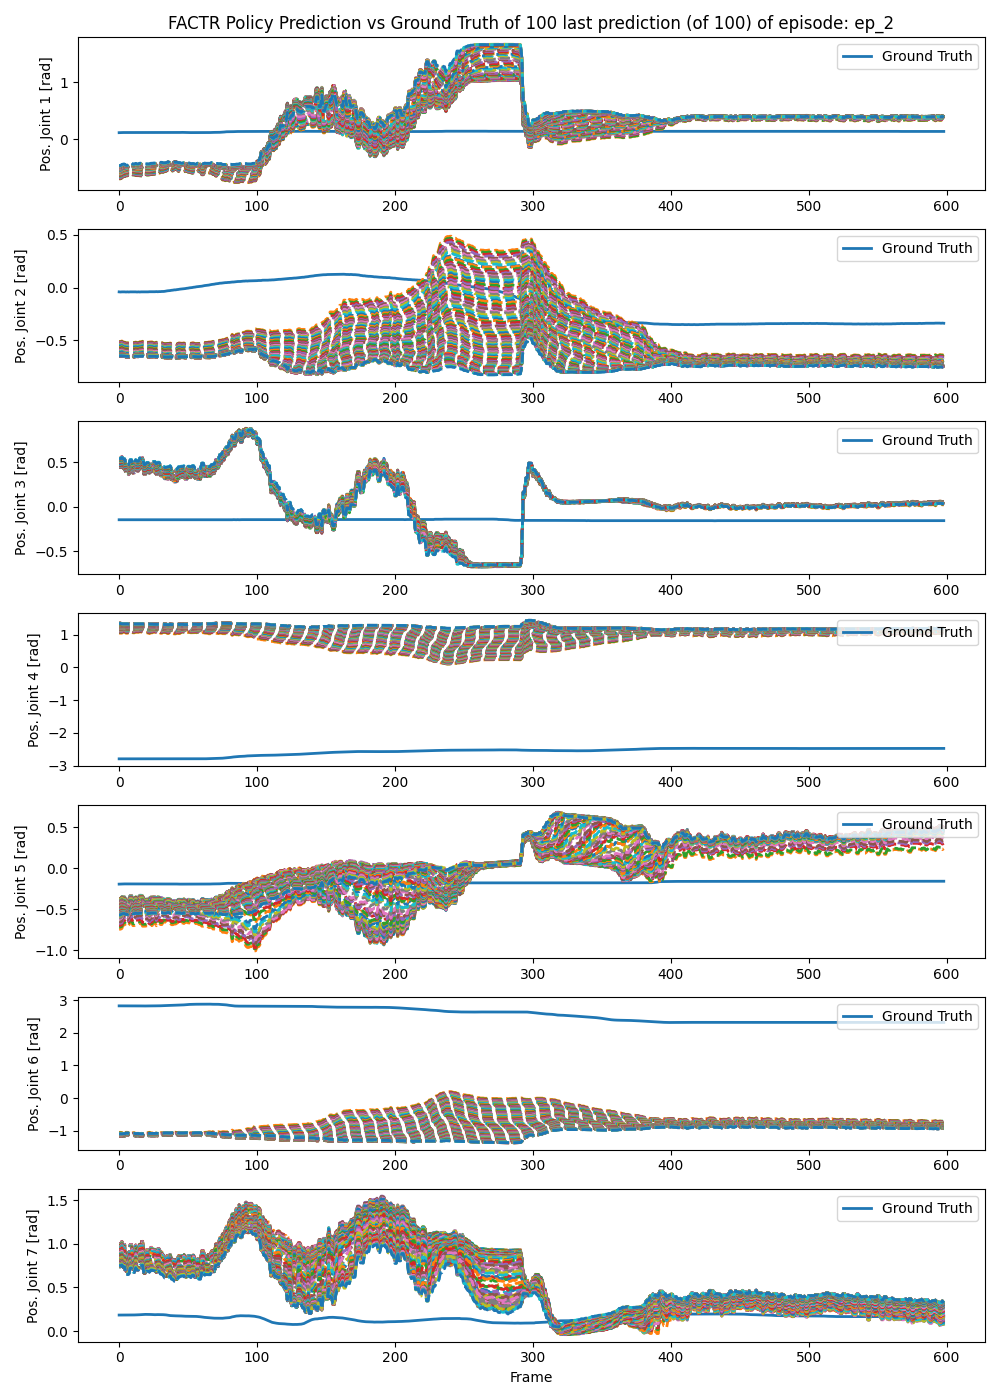 FACTR Policy Prediction vs Ground Truth of 100 last prediction (of 100) of episode: ep_2
Pos. Joint 1 [rad]
1
0
Ground Truth
0 100 200 300 400 500 600
Pos. Joint 2 [rad]
0.5
0.0
−0.5
Ground Truth
0 100 200 300 400 500 600
Pos. Joint 3 [rad]
0.5
0.0
−0.5
Ground Truth
0 100 200 300 400 500 600
Pos. Joint 4 [rad]
1
0
−1
−2
−3
Ground Truth
0 100 200 300 400 500 600
Pos. Joint 5 [rad]
0.5
0.0
−0.5
−1.0
Ground Truth
0 100 200 300 400 500 600
Pos. Joint 6 [rad]
3
2
1
0
−1
Ground Truth
0 100 200 300 400 500 600
Pos. Joint 7 [rad]
1.5
1.0
0.5
0.0
Ground Truth
0 100 200 300 400 500 600
Frame